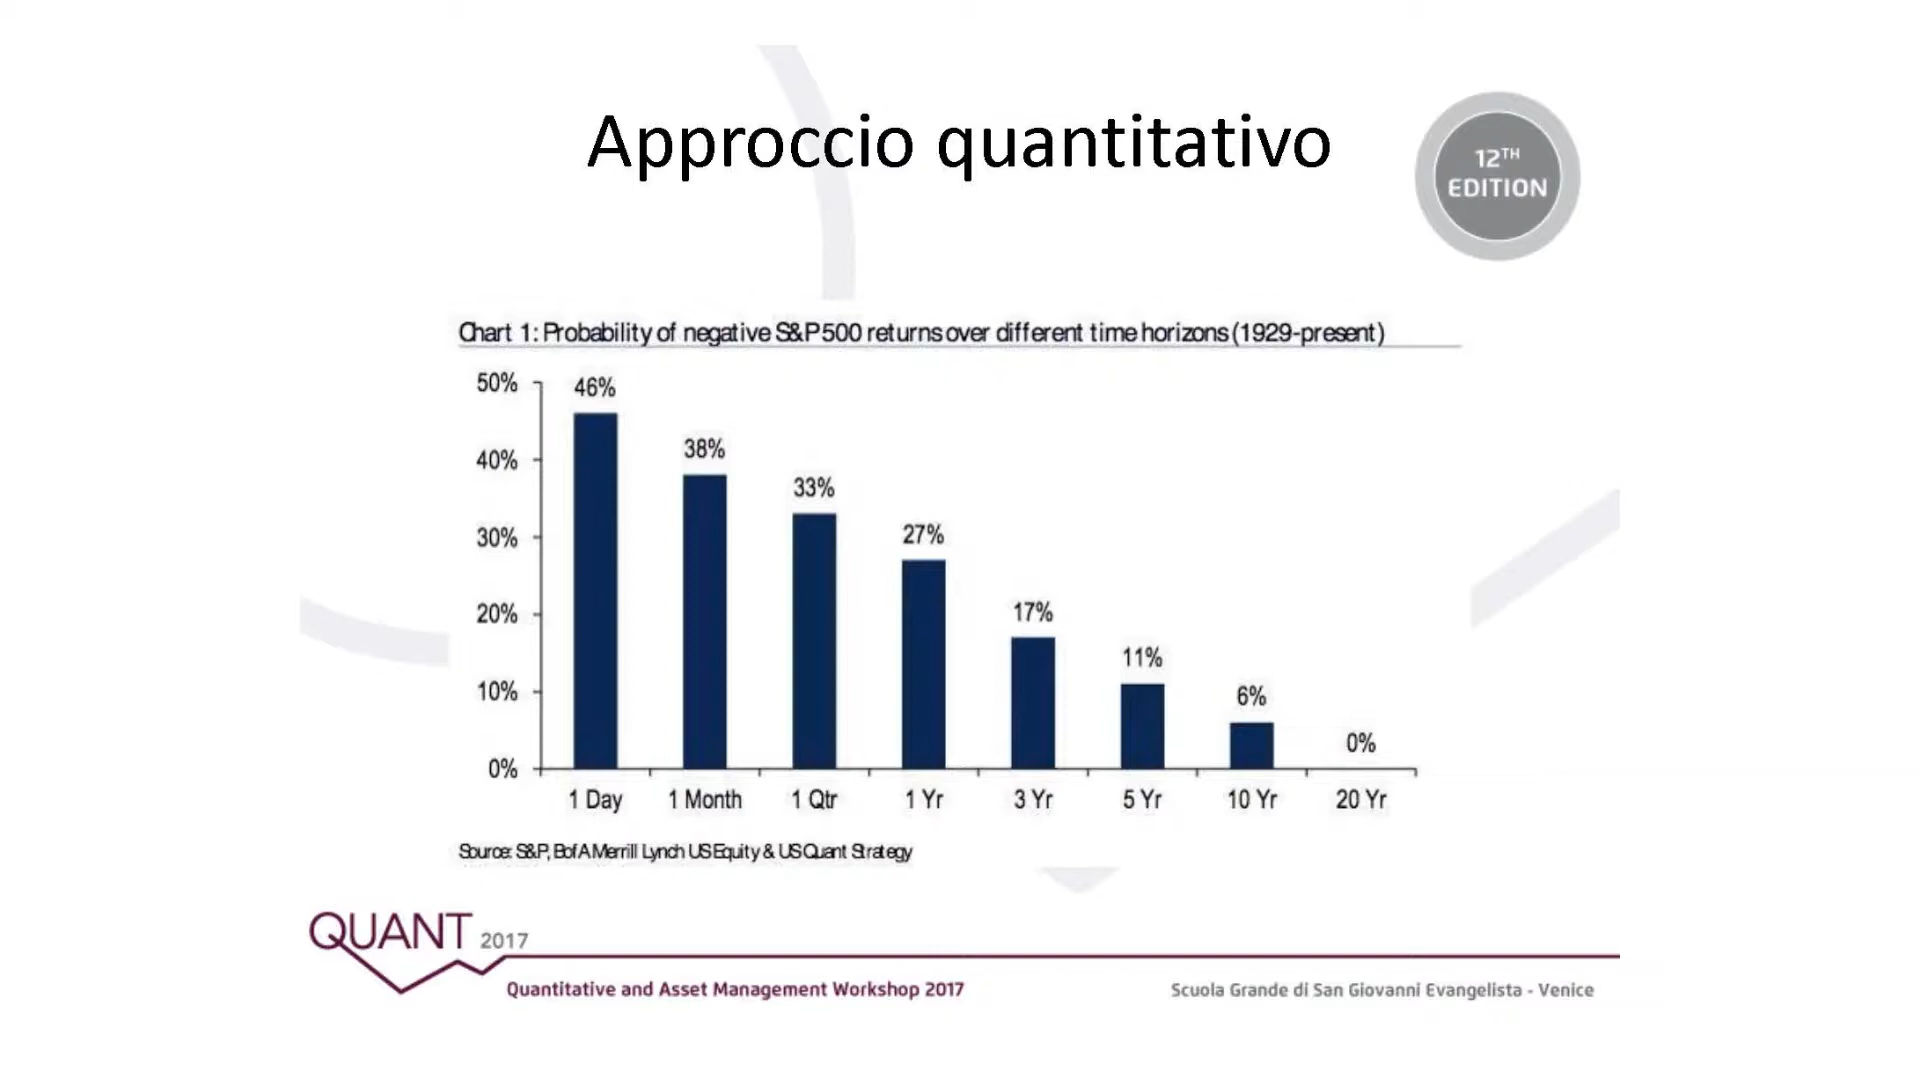 Approccio quantitativo
12TH
EDITION
Chart 1: Probability of negative S&P 500 returns over different time horizons (1929-present)
50%
40%
30%
20%
10%
0%
46%
38%
33%
27%
17%
11%
6%
0%
1 Day
1 Month
1 Qtr
1 Yr
3 Yr
5 Yr
10 Yr
20 Yr
Source: S&P, BofA Merrill Lynch US Equity & US Quant Strategy
QUANT 2017
Quantitative and Asset Management Workshop 2017
Scuola Grande di San Giovanni Evangelista - Venice